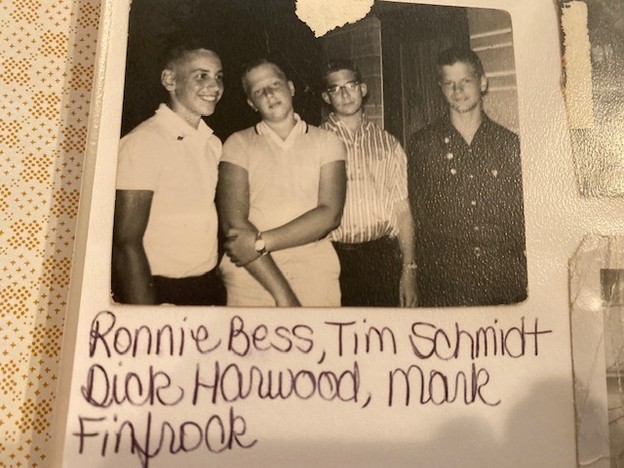 Ronnie Bess, Tim Schmidt
Dick Harwood, Mark
Finfrock